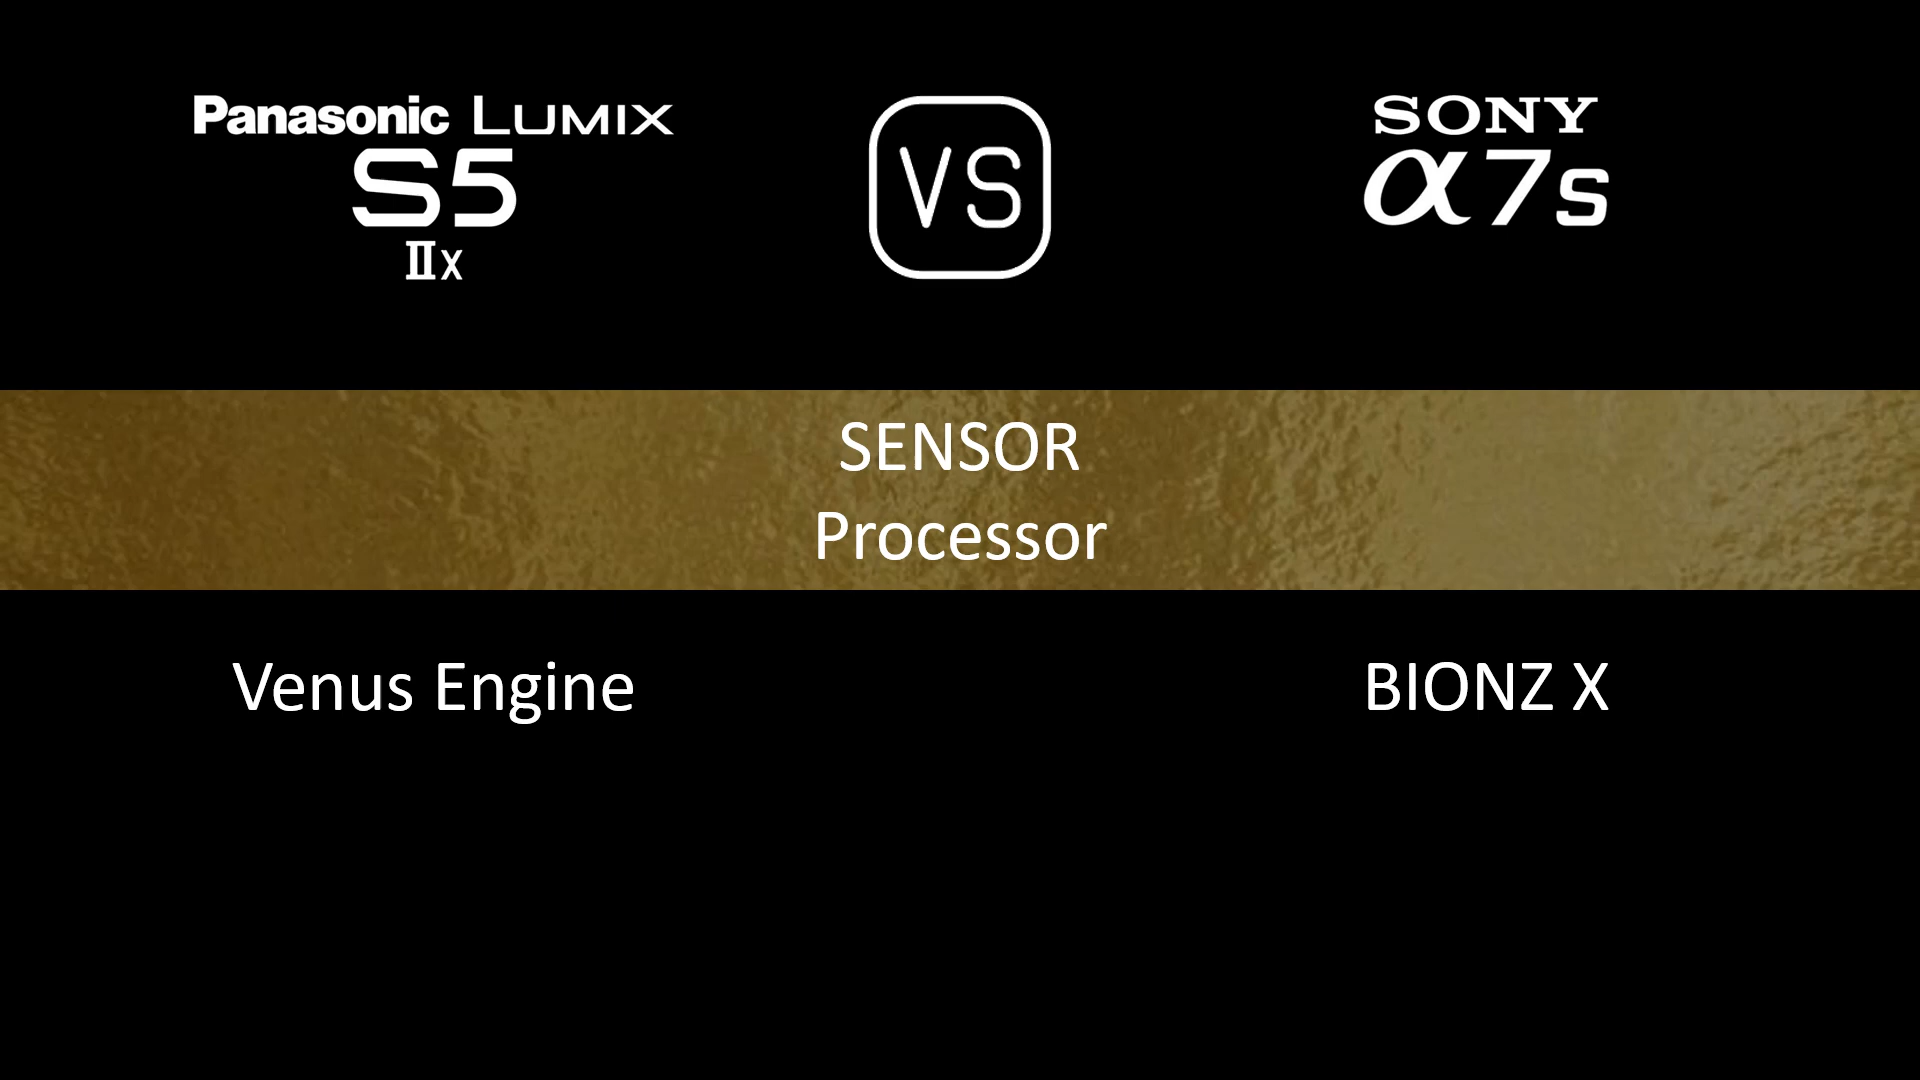 Panasonic LUMIX
S5
IIx
VS
SONY
α7s
SENSOR
Processor
Venus Engine
BIONZ X